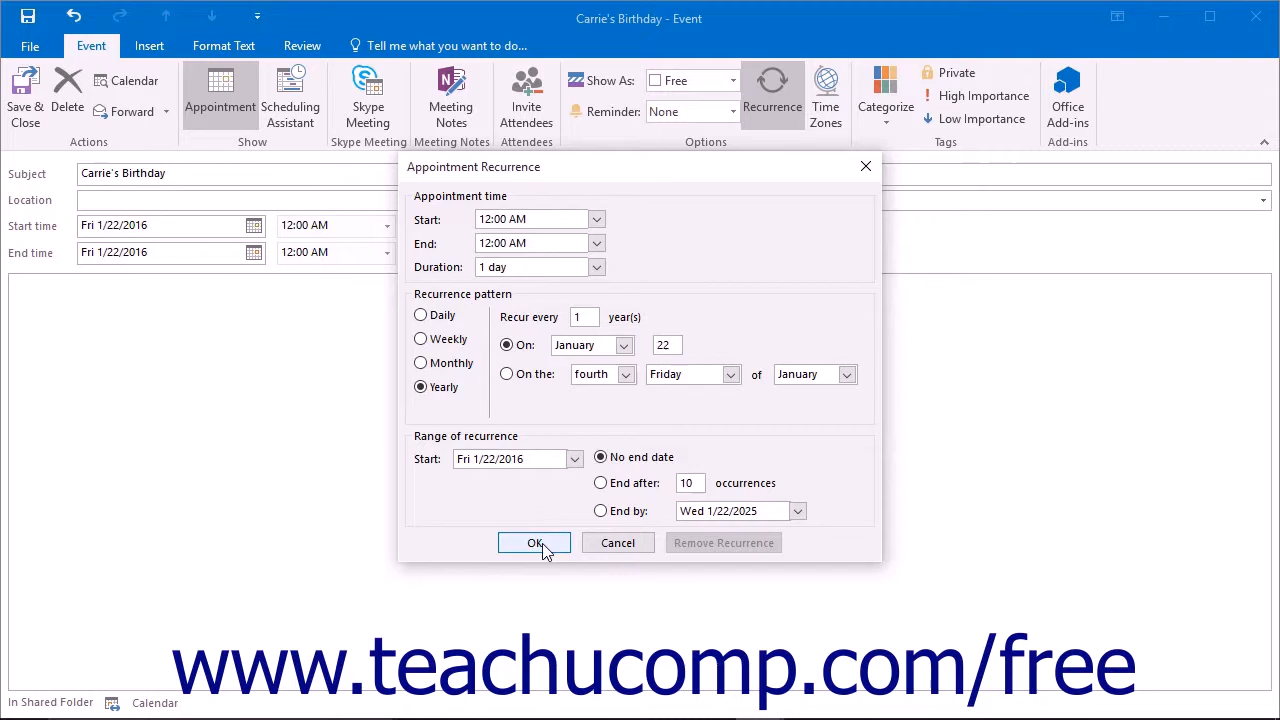 Carrie's Birthday - Event
File Event Insert Format Text Review Tell me what you want to do...
Save & Close
Delete
Calendar
Forward
Actions
Appointment
Scheduling Assistant
Show
Skype Meeting
Skype Meeting
Meeting Notes
Meeting Notes
Invite Attendees
Attendees
Show As: Free
Reminder: None
Recurrence
Time Zones
Options
Categorize
Private
High Importance
Low Importance
Tags
Office Add-ins
Add-ins
Subject Carrie's Birthday
Location
Start time Fri 1/22/2016 12:00 AM
End time Fri 1/22/2016 12:00 AM
Appointment Recurrence
Appointment time
Start: 12:00 AM
End: 12:00 AM
Duration: 1 day
Recurrence pattern
Daily
Weekly
Monthly
Yearly
Recur every 1 year(s)
On: January 22
On the: fourth Friday of January
Range of recurrence
Start: Fri 1/22/2016
No end date
End after: 10 occurrences
End by: Wed 1/22/2025
OK Cancel Remove Recurrence
www.teachucomp.com/free
In Shared Folder Calendar